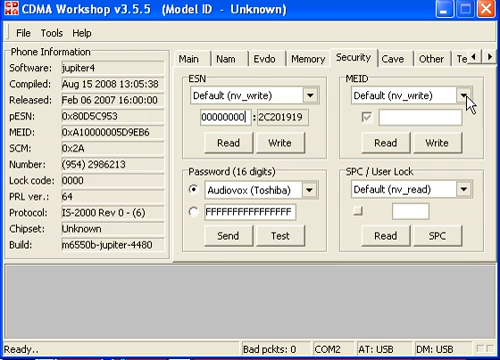 CDMA Workshop v3.5.5 (Model ID - Unknown)
File Tools Help
Phone Information
Software: jupiter4
Compiled: Aug 15 2008 13:05:38
Released: Feb 06 2007 16:00:00
pESN: 0x80D5C953
MEID: 0xA10000005D9EB6
SCM: 0x2A
Number: (954) 2986213
Lock code: 0000
PRL ver.: 64
Protocol: IS-2000 Rev 0 - (6)
Chipset: Unknown
Build: m6550b-jupiter-4480
Main Nam Evdo Memory Security Cave Other Te
ESN
Default (nv_write)
00000000 : 2C201919
Read Write
MEID
Default (nv_write)
Read Write
Password (16 digits)
Audiovox (Toshiba)
FFFFFFFFFFFFFFFF
Send Test
SPC / User Lock
Default (nv_read)
Read SPC
Ready.. Bad pckts: 0 COM2 AT: USB DM: USB